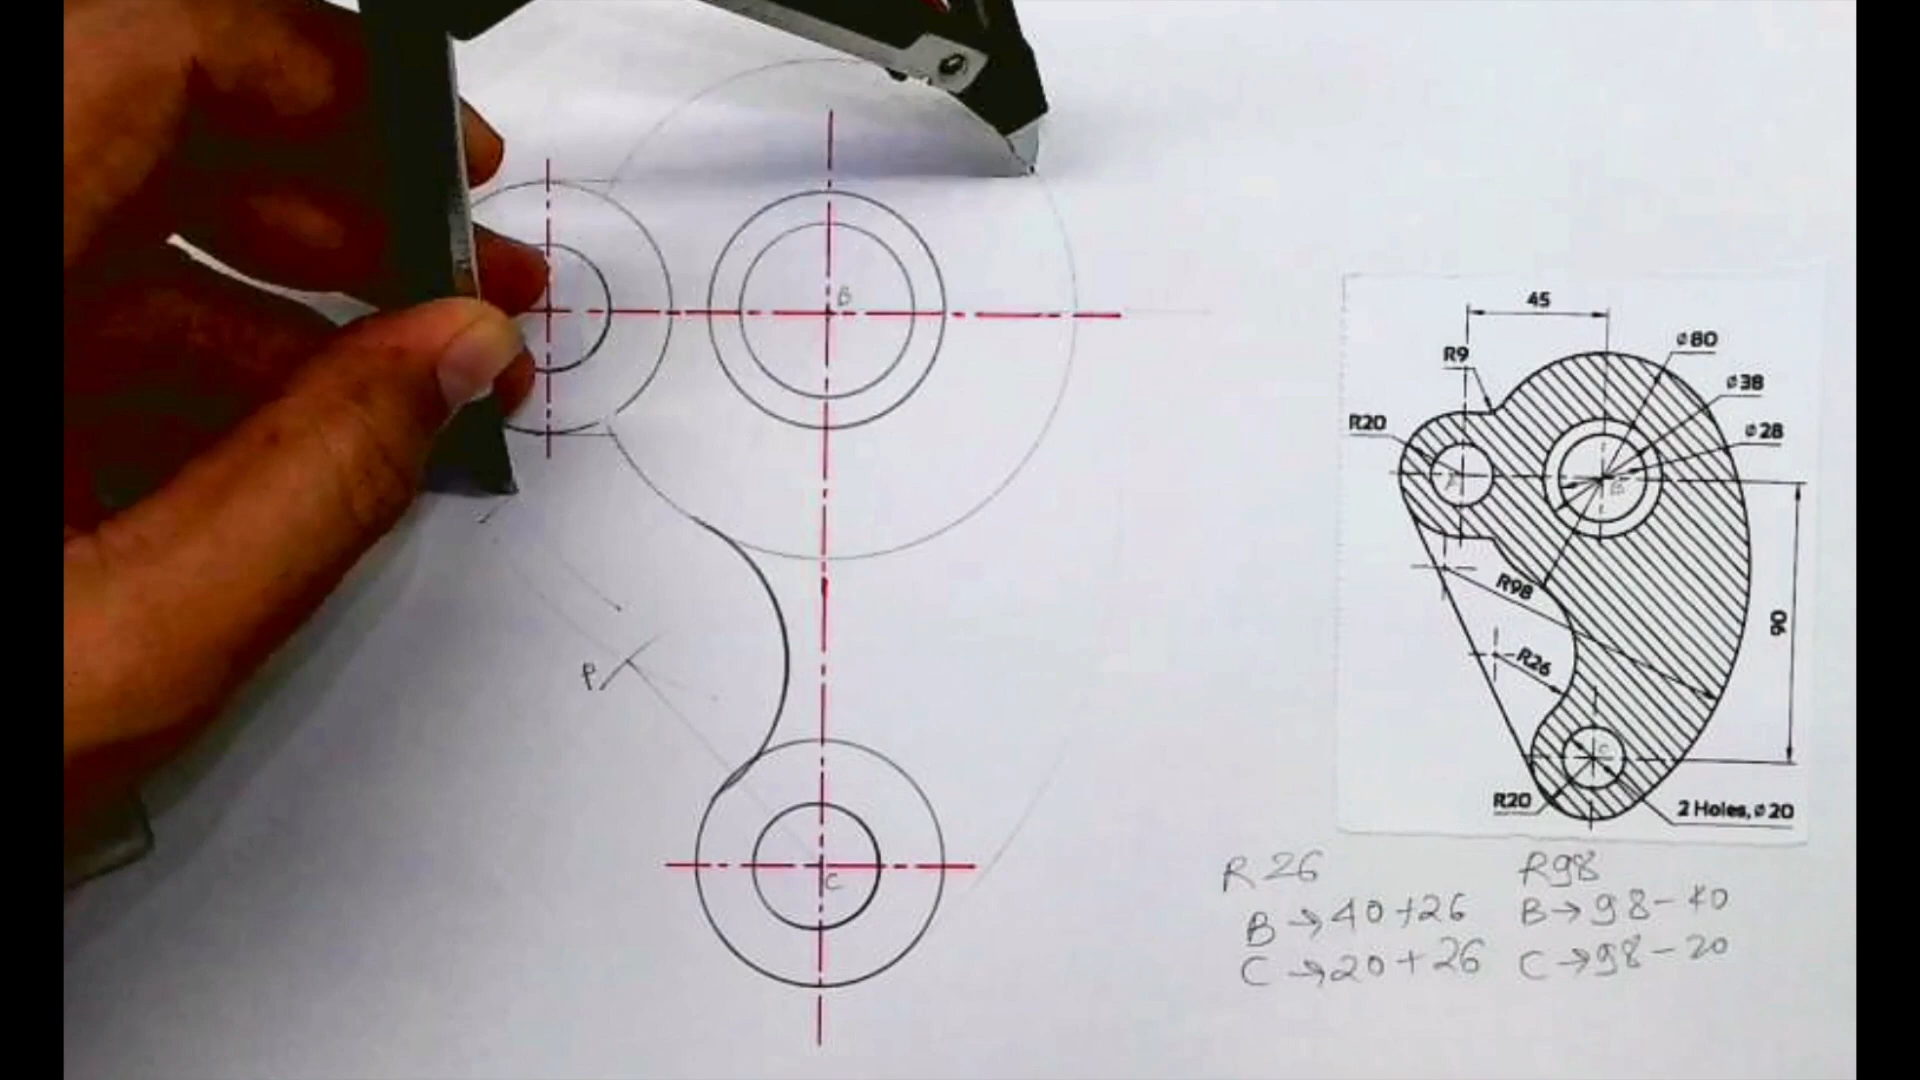 B
P
C
45
R9
ø80
ø38
R20
ø28
A
B
R98
90
R26
C
R20
2 Holes, ø20
R26
B→40+26
C→20+26
R98
B→98-40
C→98-20